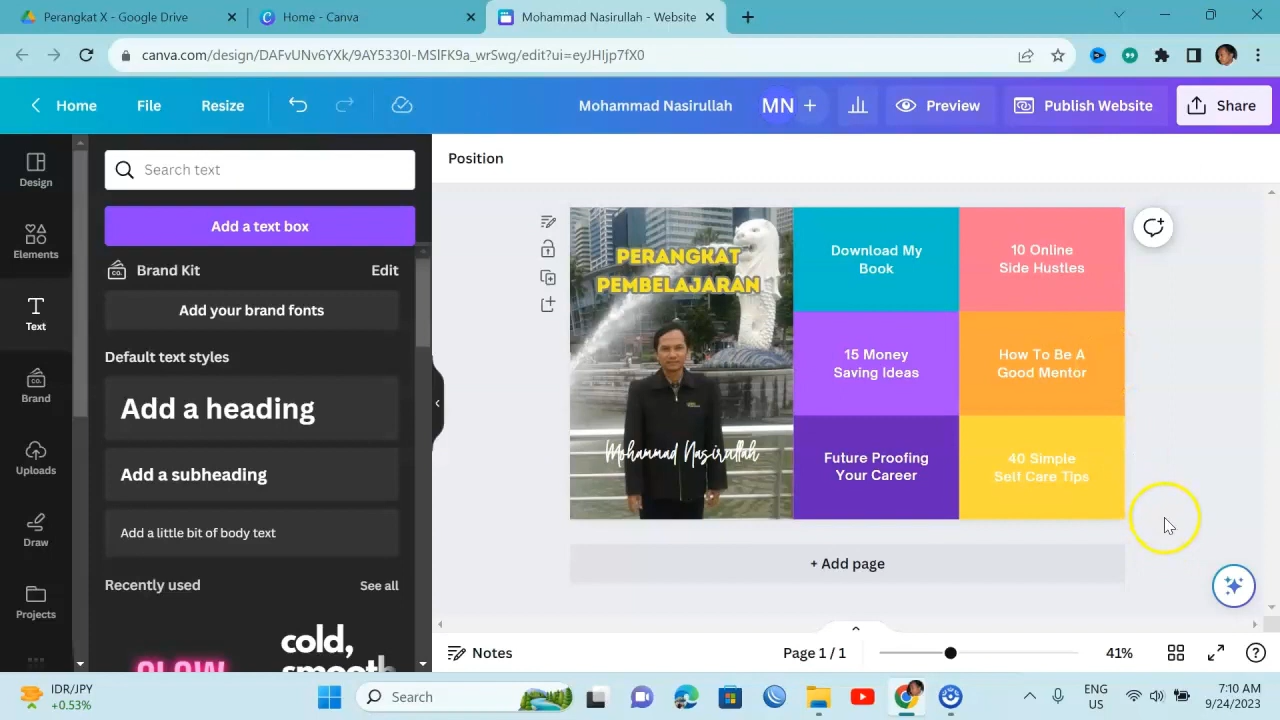 Perangkat X - Google Drive
Home - Canva
Mohammad Nasirullah - Website
canva.com/design/DAFvUNv6YXk/9AY5330I-MSlFK9a_wrSwg/edit?ui=eyJHIjp7fX0
Home File Resize Mohammad Nasirullah MN + Preview Publish Website Share
Design
Elements
Text
Brand
Uploads
Draw
Projects
Search text
Add a text box
Brand Kit Edit
Add your brand fonts
Default text styles
Add a heading
Add a subheading
Add a little bit of body text
Recently used See all
GLOW
cold,
smooth
Position
PERANGKAT
PEMBELAJARAN
Mohammad Nasirullah
Download My
Book
10 Online
Side Hustles
15 Money
Saving Ideas
How To Be A
Good Mentor
Future Proofing
Your Career
40 Simple
Self Care Tips
+ Add page
Notes Page 1 / 1 41%
IDR/JPY
+0.53%
Search
ENG
US
7:10 AM
9/24/2023